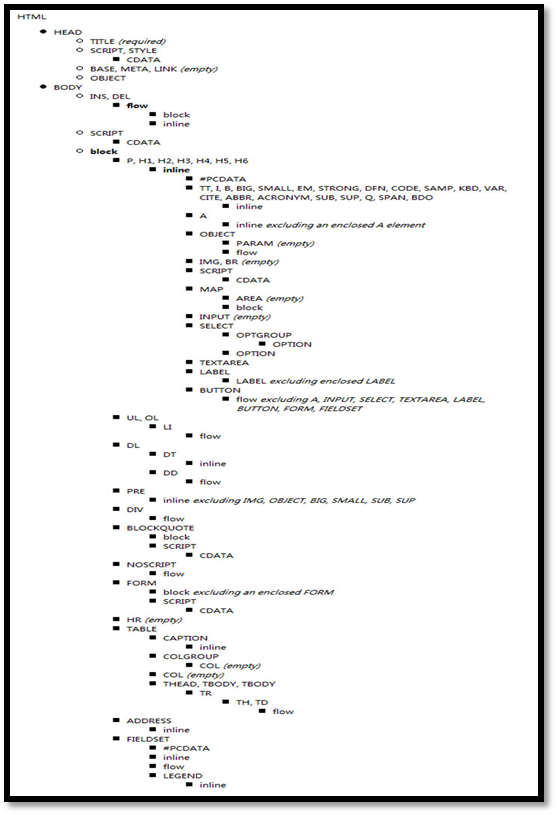 HTML
HEAD
TITLE (required)
SCRIPT, STYLE
CDATA
BASE, META, LINK (empty)
OBJECT
BODY
INS, DEL
flow
block
inline
SCRIPT
CDATA
block
P, H1, H2, H3, H4, H5, H6
inline
#PCDATA
TT, I, B, BIG, SMALL, EM, STRONG, DFN, CODE, SAMP, KBD, VAR,
CITE, ABBR, ACRONYM, SUB, SUP, Q, SPAN, BDO
inline
A
inline excluding an enclosed A element
OBJECT
PARAM (empty)
flow
IMG, BR (empty)
SCRIPT
CDATA
MAP
AREA (empty)
block
INPUT (empty)
SELECT
OPTGROUP
OPTION
OPTION
TEXTAREA
LABEL
LABEL excluding enclosed LABEL
BUTTON
flow excluding A, INPUT, SELECT, TEXTAREA, LABEL,
BUTTON, FORM, FIELDSET
UL, OL
LI
flow
DL
DT
inline
DD
flow
PRE
inline excluding IMG, OBJECT, BIG, SMALL, SUB, SUP
DIV
flow
BLOCKQUOTE
block
SCRIPT
CDATA
NOSCRIPT
flow
FORM
block excluding an enclosed FORM
SCRIPT
CDATA
HR (empty)
TABLE
CAPTION
inline
COLGROUP
COL (empty)
COL (empty)
THEAD, TBODY, TBODY
TR
TH, TD
flow
ADDRESS
inline
FIELDSET
#PCDATA
inline
flow
LEGEND
inline